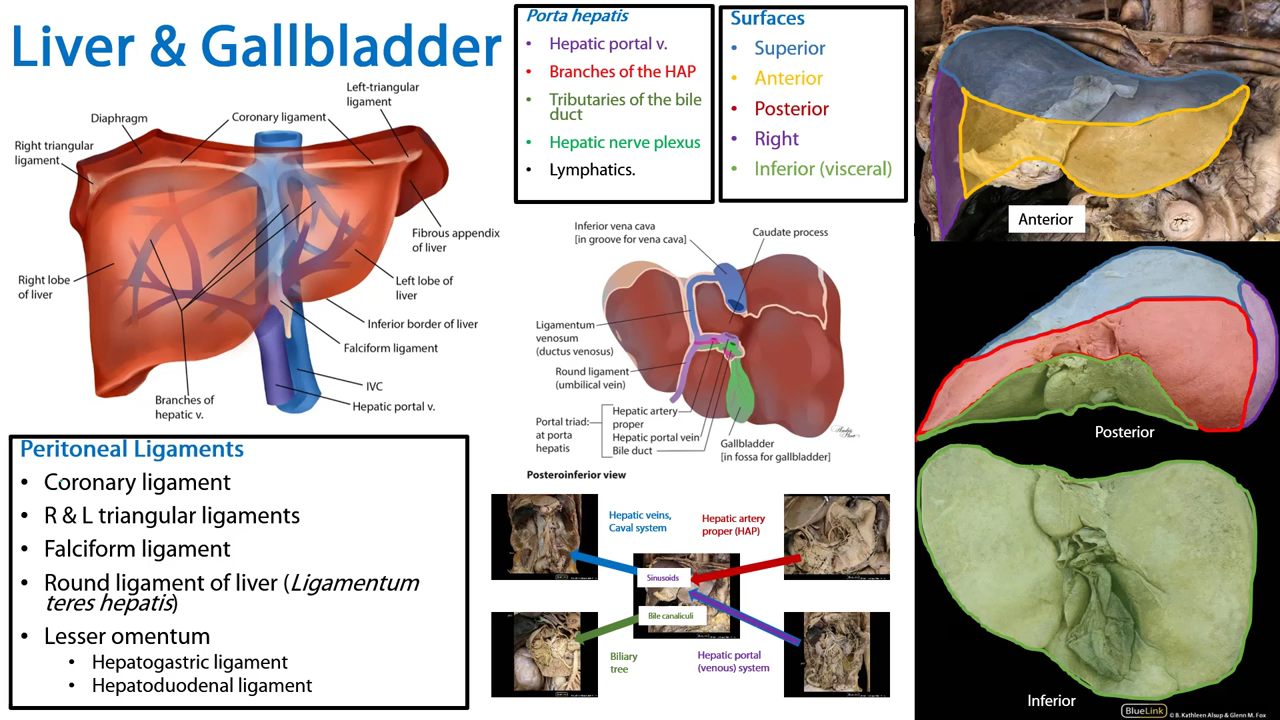 Liver & Gallbladder
Left-triangular
ligament
Diaphragm
Coronary ligament
Right triangular
ligament
Fibrous appendix
of liver
Right lobe
of liver
Left lobe of
liver
Inferior border of liver
Falciform ligament
IVC
Hepatic portal v.
Branches of
hepatic v.
Peritoneal Ligaments
• Coronary ligament
• R & L triangular ligaments
• Falciform ligament
• Round ligament of liver (Ligamentum
teres hepatis)
• Lesser omentum
• Hepatogastric ligament
• Hepatoduodenal ligament
Porta hepatis
• Hepatic portal v.
• Branches of the HAP
• Tributaries of the bile
duct
• Hepatic nerve plexus
• Lymphatics.
Surfaces
• Superior
• Anterior
• Posterior
• Right
• Inferior (visceral)
Inferior vena cava
[in groove for vena cava]
Caudate process
Ligamentum
venosum
(ductus venosus)
Round ligament
(umbilical vein)
Portal triad:
at porta
hepatis
Hepatic artery
proper
Hepatic portal vein
Bile duct
Gallbladder
[in fossa for gallbladder]
Posteroinferior view
Hepatic veins,
Caval system
Hepatic artery
proper (HAP)
Sinusoids
Bile canaliculi
Biliary
tree
Hepatic portal
(venous) system
Anterior
Posterior
Inferior
BlueLink © B. Kathleen Alsup & Glenn M. Fox